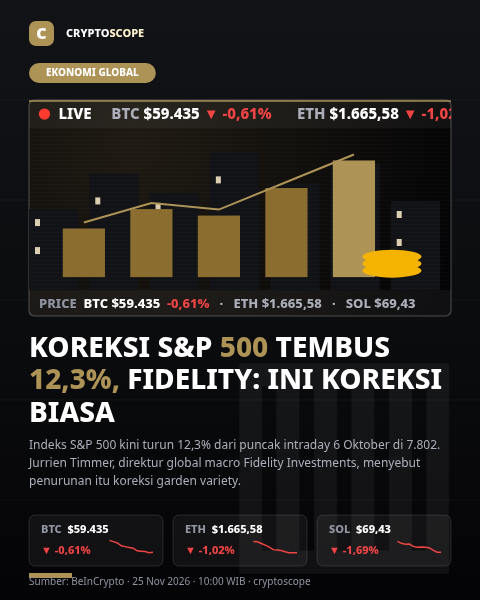 C CRYPTOSCOPE
EKONOMI GLOBAL
LIVE BTC $59.435 ▼ -0,61% ETH $1.665,58 ▼ -1,02
PRICE BTC $59.435 -0,61% · ETH $1.665,58 · SOL $69,43
KOREKSI S&P 500 TEMBUS
12,3%, FIDELITY: INI KOREKSI
BIASA
Indeks S&P 500 kini turun 12,3% dari puncak intraday 6 Oktober di 7.802.
Jurrien Timmer, direktur global macro Fidelity Investments, menyebut
penurunan itu koreksi garden variety.
BTC $59.435
▼ -0,61%
ETH $1.665,58
▼ -1,02%
SOL $69,43
▼ -1,69%
Sumber: BeInCrypto · 25 Nov 2026 · 10:00 WIB · cryptoscope